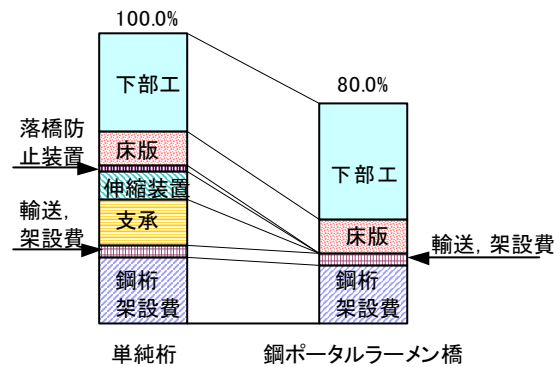 100.0%
80.0%
下部工
落橋防
止装置
床版
伸縮装置
支承
輸送,
架設費
鋼桁
架設費
下部工
床版
輸送, 架設費
鋼桁
架設費
単純桁
鋼ポータルラーメン橋